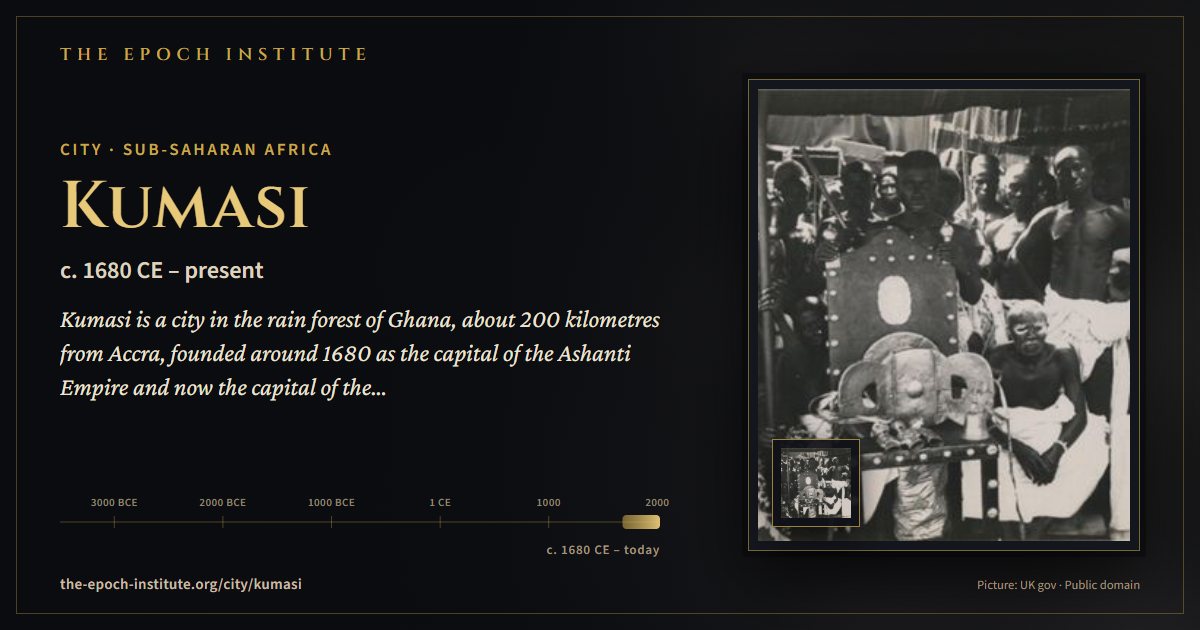 THE EPOCH INSTITUTE
CITY · SUB-SAHARAN AFRICA
KUMASI
c. 1680 CE – present
Kumasi is a city in the rain forest of Ghana, about 200 kilometres
from Accra, founded around 1680 as the capital of the Ashanti
Empire and now the capital of the...
3000 BCE 2000 BCE 1000 BCE 1 CE 1000 2000
c. 1680 CE – today
the-epoch-institute.org/city/kumasi
Picture: UK gov · Public domain